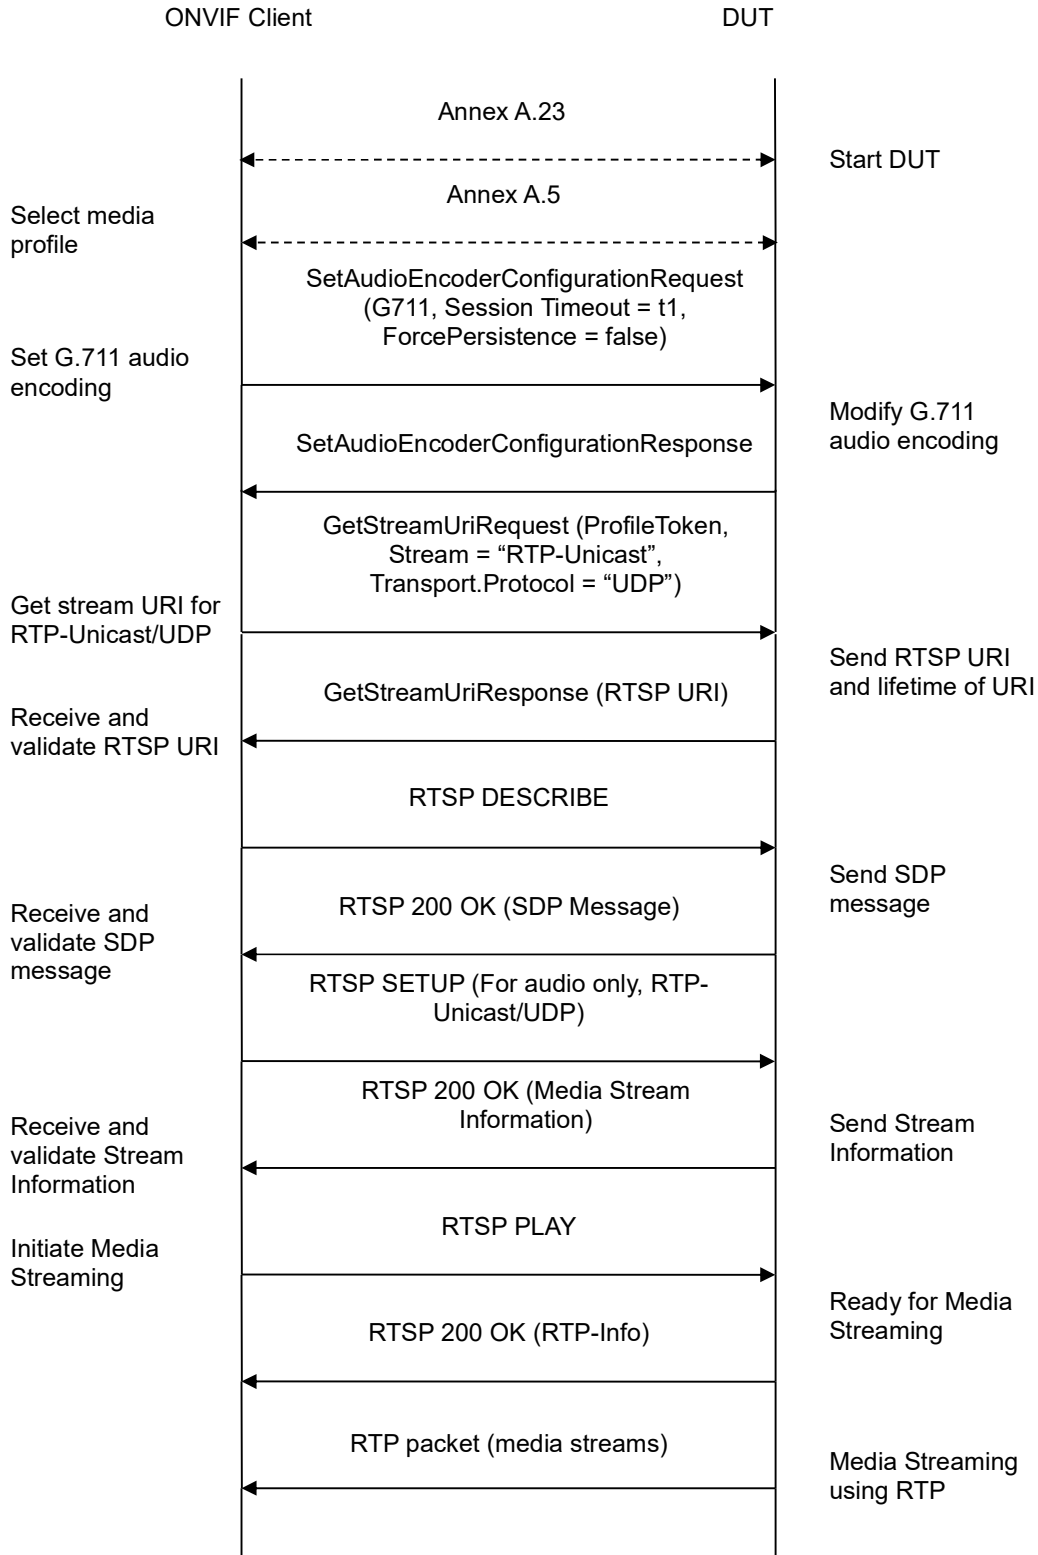 ONVIF Client
DUT
Annex A.23
Start DUT
Annex A.5
Select media
profile
SetAudioEncoderConfigurationRequest
(G711, Session Timeout = t1,
ForcePersistence = false)
Set G.711 audio
encoding
Modify G.711
audio encoding
SetAudioEncoderConfigurationResponse
GetStreamUriRequest (ProfileToken,
Stream = “RTP-Unicast”,
Transport.Protocol = “UDP”)
Get stream URI for
RTP-Unicast/UDP
Send RTSP URI
and lifetime of URI
GetStreamUriResponse (RTSP URI)
Receive and
validate RTSP URI
RTSP DESCRIBE
Send SDP
message
RTSP 200 OK (SDP Message)
Receive and
validate SDP
message
RTSP SETUP (For audio only, RTP-
Unicast/UDP)
RTSP 200 OK (Media Stream
Information)
Receive and
validate Stream
Information
Send Stream
Information
RTSP PLAY
Initiate Media
Streaming
Ready for Media
Streaming
RTSP 200 OK (RTP-Info)
RTP packet (media streams)
Media Streaming
using RTP